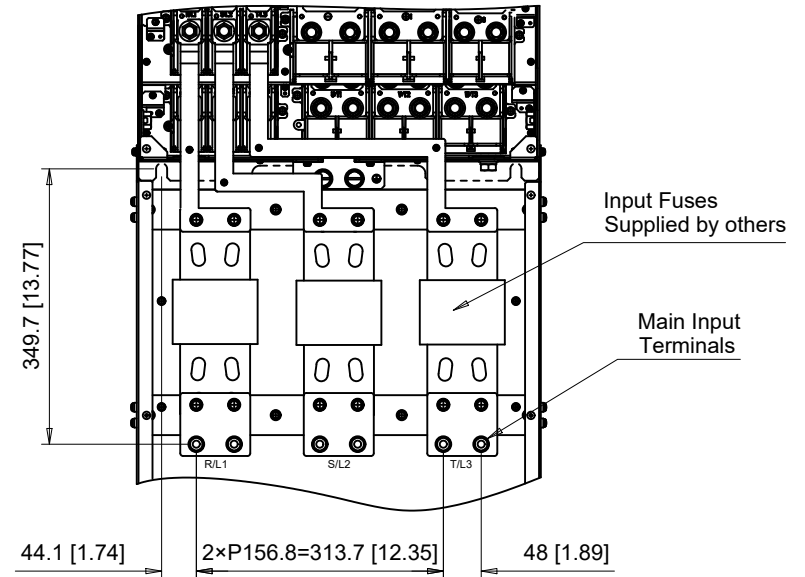 Input Fuses
Supplied by others
349.7 [13.77]
Main Input
Terminals
R/L1
S/L2
T/L3
44.1 [1.74]
2×P156.8=313.7 [12.35]
48 [1.89]